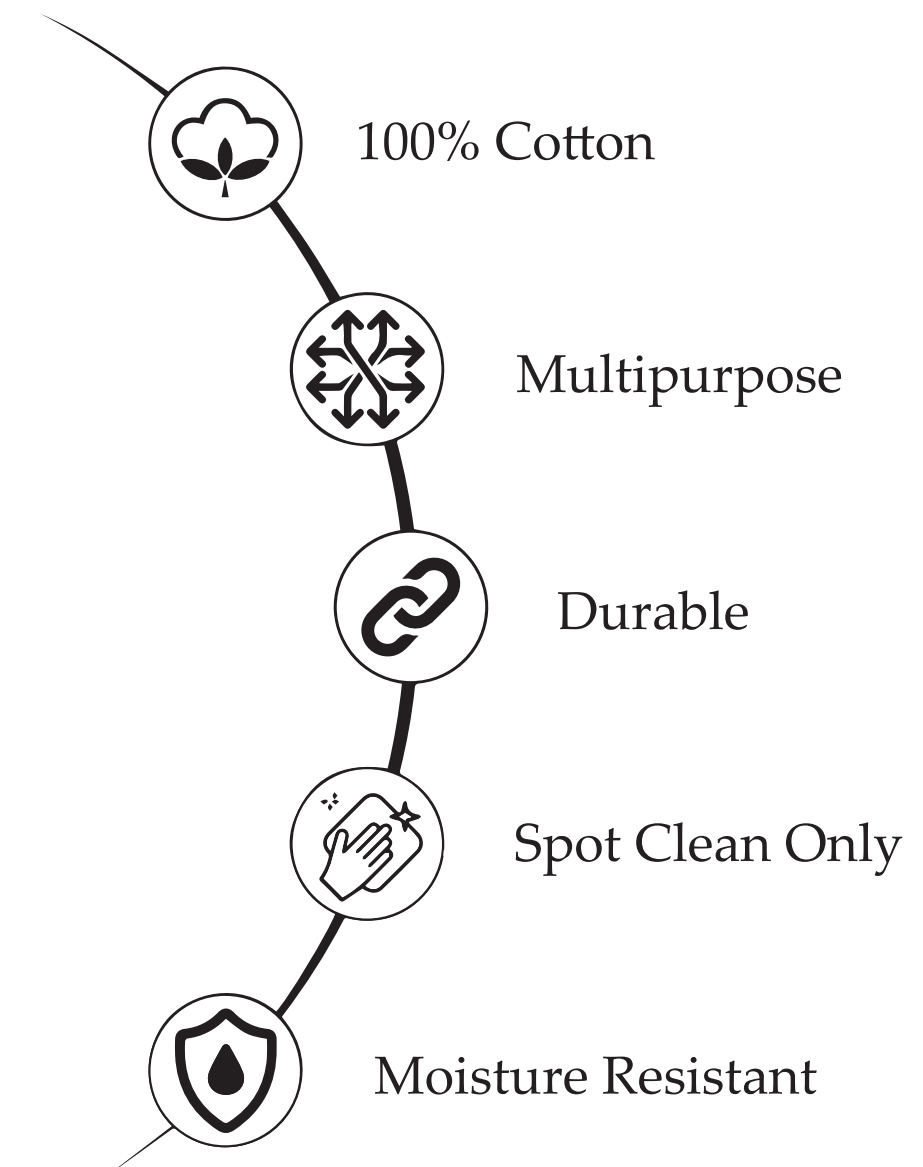 100% Cotton
Multipurpose
Durable
Spot Clean Only
Moisture Resistant